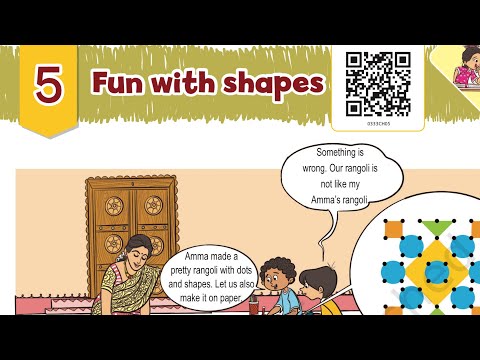 5 Fun with shapes
0333CH05
Something is
wrong. Our rangoli is
not like my
Amma's rangoli.
Amma made a
pretty rangoli with dots
and shapes. Let us also
make it on paper.